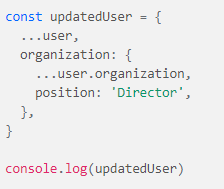 const updatedUser = {
  ...user,
  organization: {
    ...user.organization,
    position: 'Director',
  },
}

console.log(updatedUser)